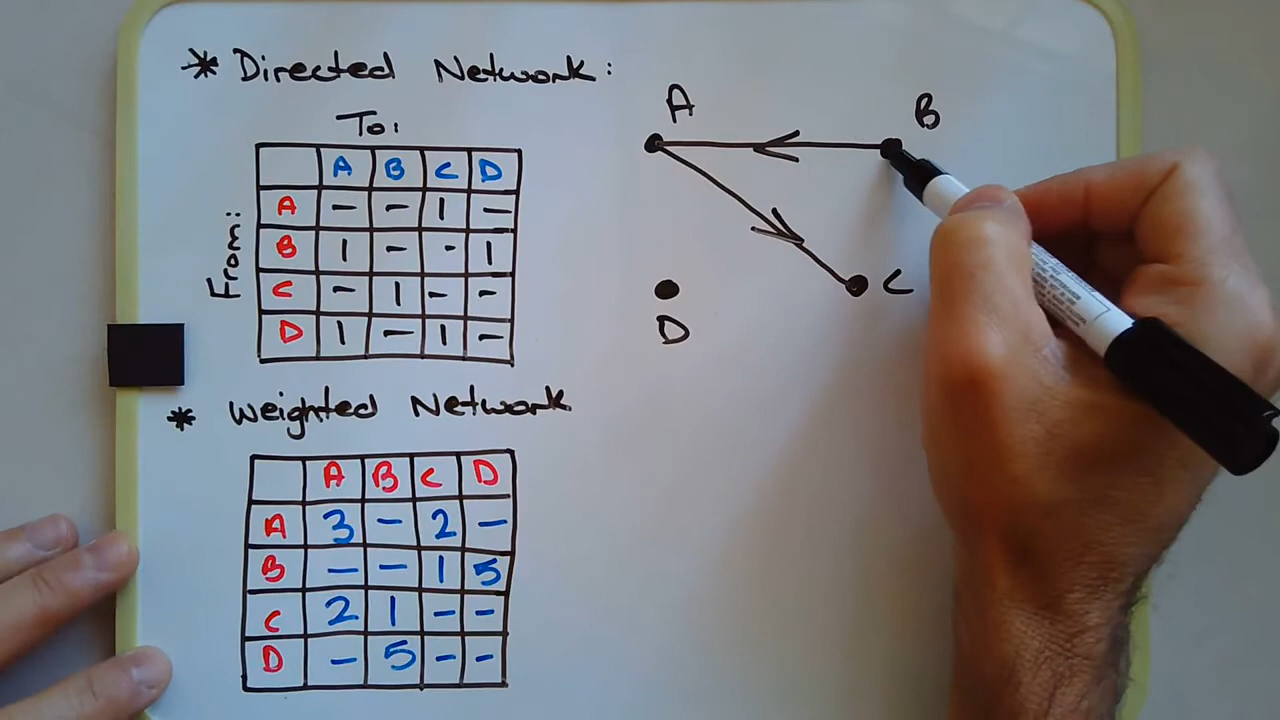 * Directed Network:
To:
A B C D
From:
A - - 1 -
B 1 - - 1
C - 1 - -
D 1 - 1 -
A
B
C
D
* Weighted Network
A B C D
A 3 - 2 -
B - - 1 5
C 2 1 - -
D - 5 - -